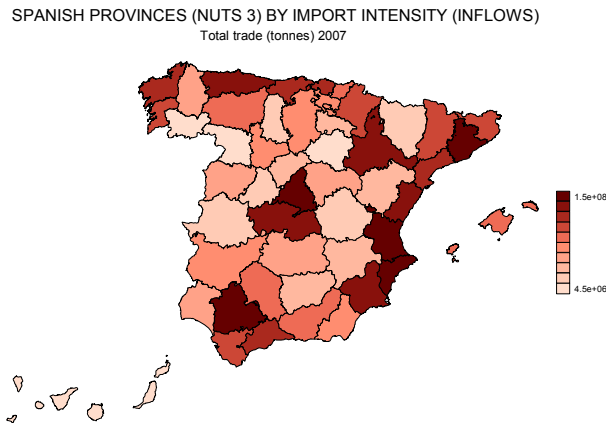 SPANISH PROVINCES (NUTS 3) BY IMPORT INTENSITY (INFLOWS)
Total trade (tonnes) 2007
1.5e+08
4.5e+06